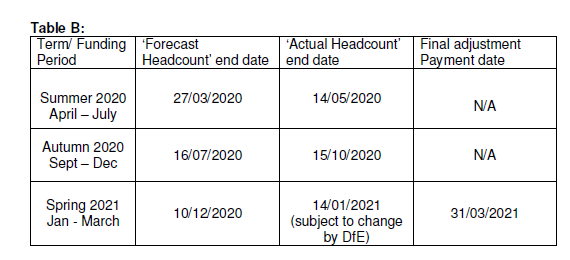 Table B:
Term/ Funding Period
‘Forecast Headcount’ end date
‘Actual Headcount’ end date
Final adjustment Payment date
Summer 2020
April – July
27/03/2020
14/05/2020
N/A
Autumn 2020
Sept – Dec
16/07/2020
15/10/2020
N/A
Spring 2021
Jan - March
10/12/2020
14/01/2021
(subject to change
by DfE)
31/03/2021